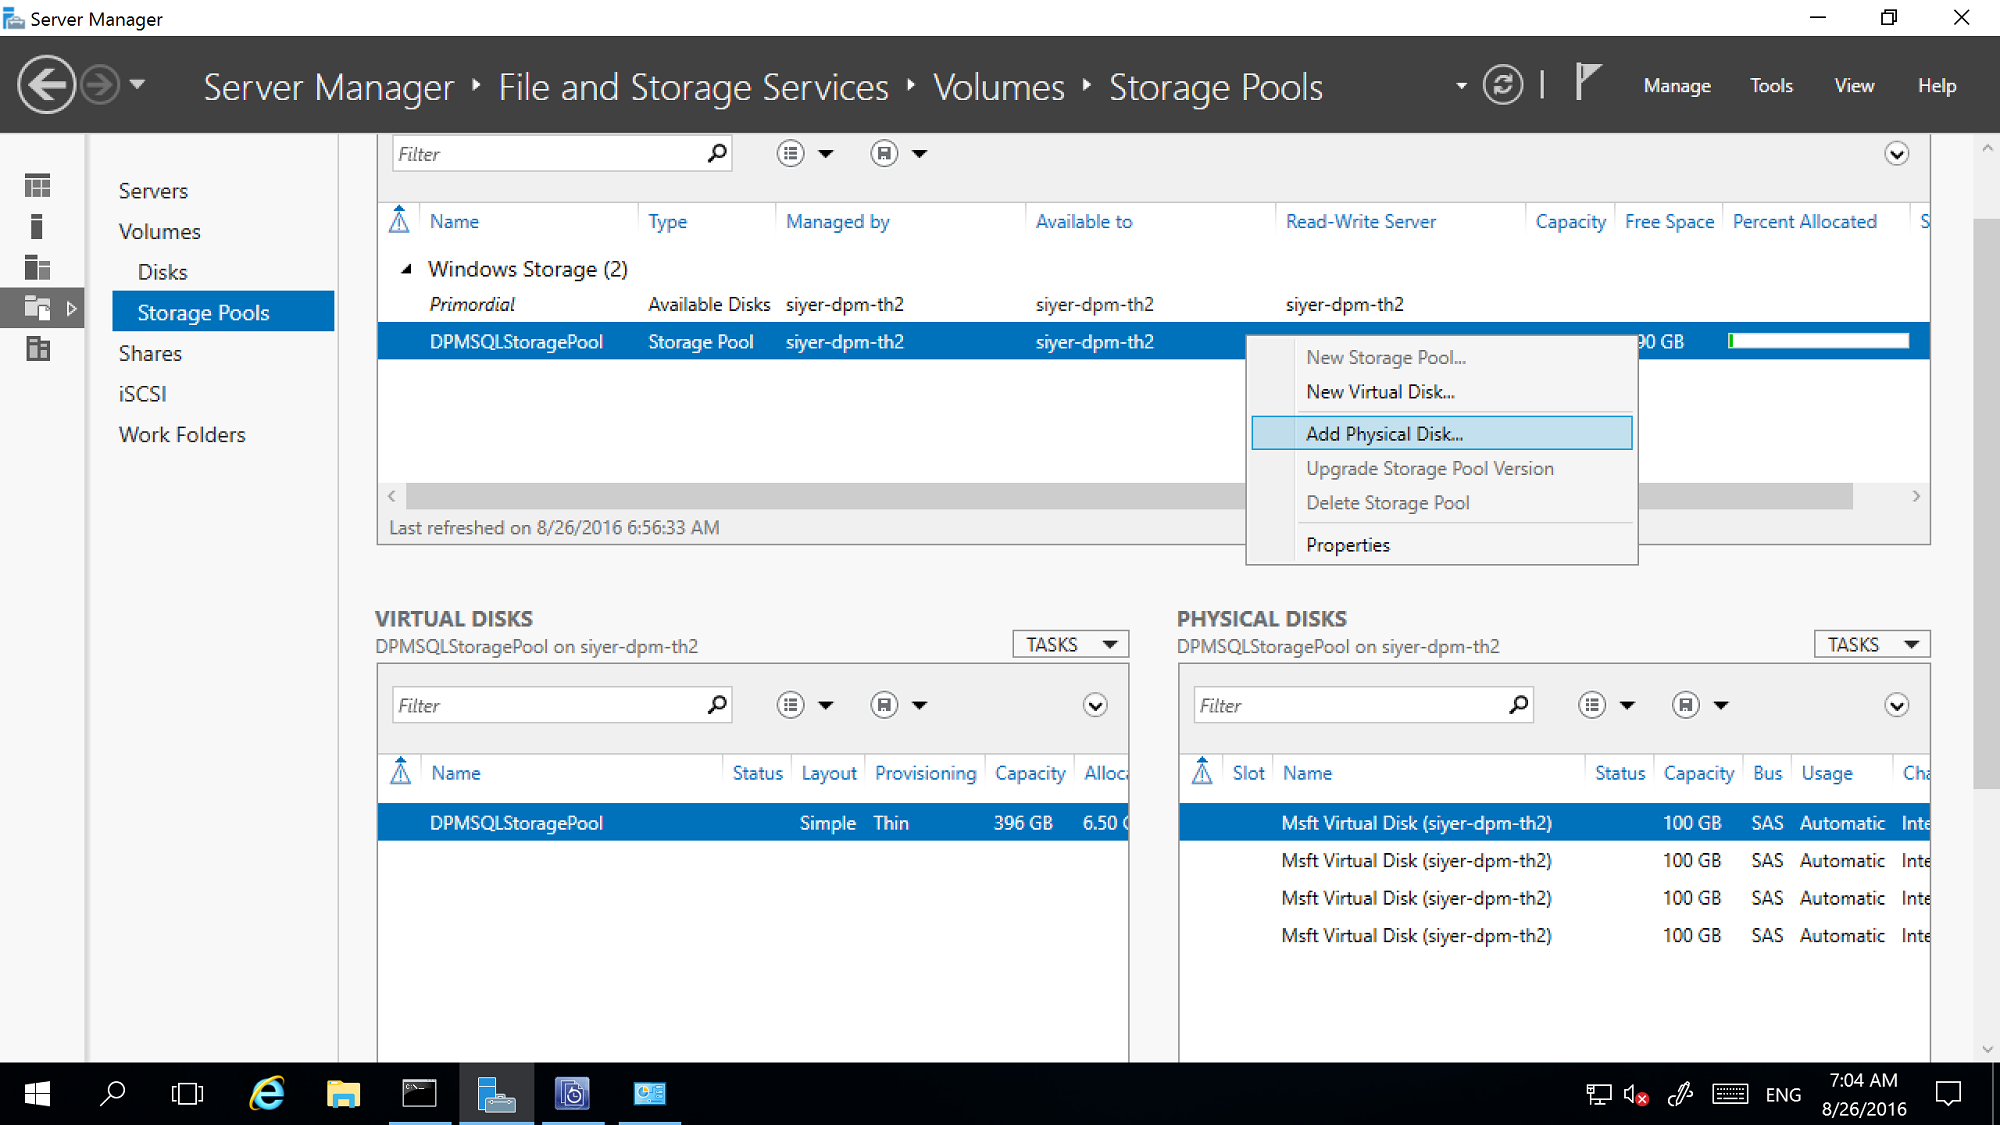 Server Manager
Server Manager ‣ File and Storage Services ‣ Volumes ‣ Storage Pools
Manage Tools View Help
Servers
Volumes
Disks
Storage Pools
Shares
iSCSI
Work Folders
Filter
Name Type Managed by Available to Read-Write Server Capacity Free Space Percent Allocated S
Windows Storage (2)
Primordial Available Disks siyer-dpm-th2 siyer-dpm-th2 siyer-dpm-th2
DPMSQLStoragePool Storage Pool siyer-dpm-th2 siyer-dpm-th2 90 GB
New Storage Pool...
New Virtual Disk...
Add Physical Disk...
Upgrade Storage Pool Version
Delete Storage Pool
Properties
Last refreshed on 8/26/2016 6:56:33 AM
VIRTUAL DISKS
DPMSQLStoragePool on siyer-dpm-th2
TASKS
Filter
Name Status Layout Provisioning Capacity Alloca
DPMSQLStoragePool Simple Thin 396 GB 6.50 G
PHYSICAL DISKS
DPMSQLStoragePool on siyer-dpm-th2
TASKS
Filter
Slot Name Status Capacity Bus Usage Cha
Msft Virtual Disk (siyer-dpm-th2) 100 GB SAS Automatic Inte
Msft Virtual Disk (siyer-dpm-th2) 100 GB SAS Automatic Inte
Msft Virtual Disk (siyer-dpm-th2) 100 GB SAS Automatic Inte
Msft Virtual Disk (siyer-dpm-th2) 100 GB SAS Automatic Inte
ENG
7:04 AM
8/26/2016